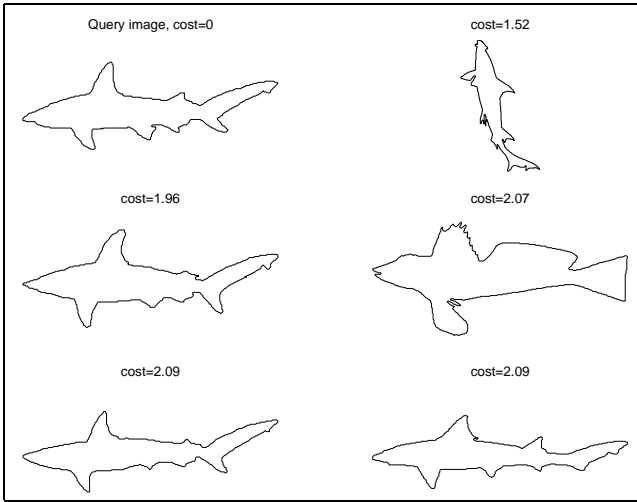 Query image, cost=0
cost=1.52
cost=1.96
cost=2.07
cost=2.09
cost=2.09